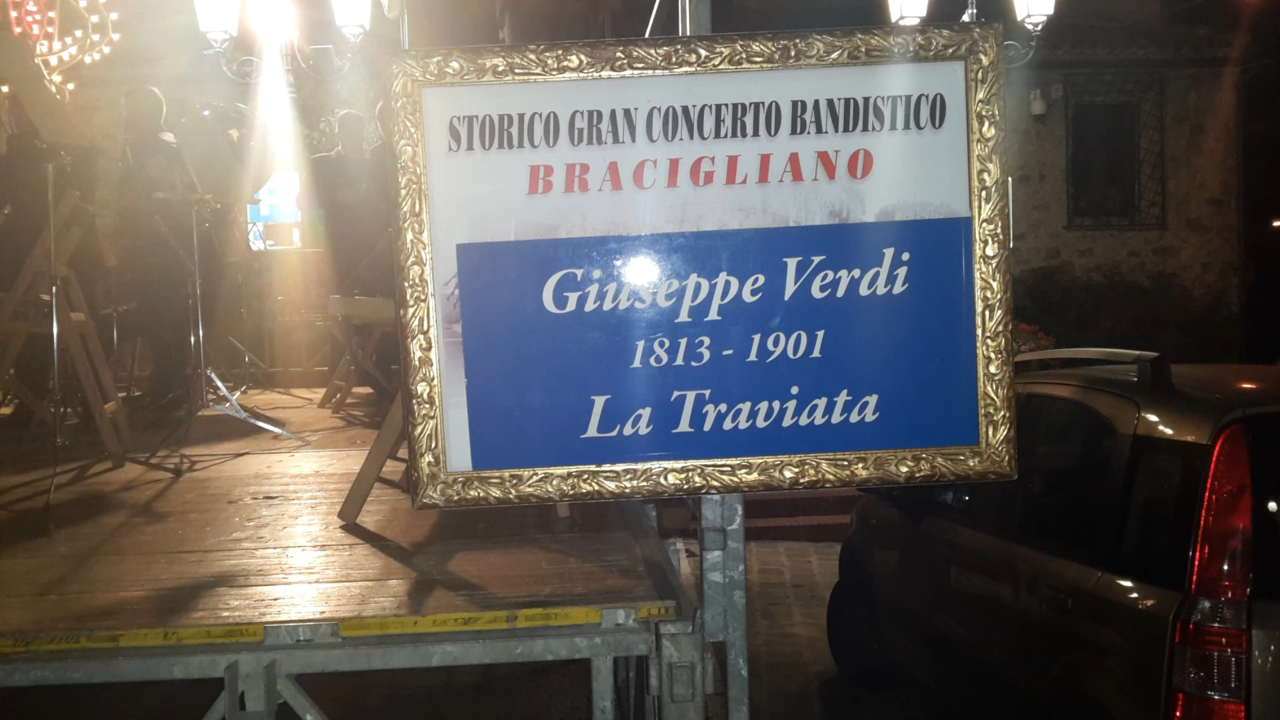 STORICO GRAN CONCERTO BANDISTICO
BRACIGLIANO
Giuseppe Verdi
1813 - 1901
La Traviata